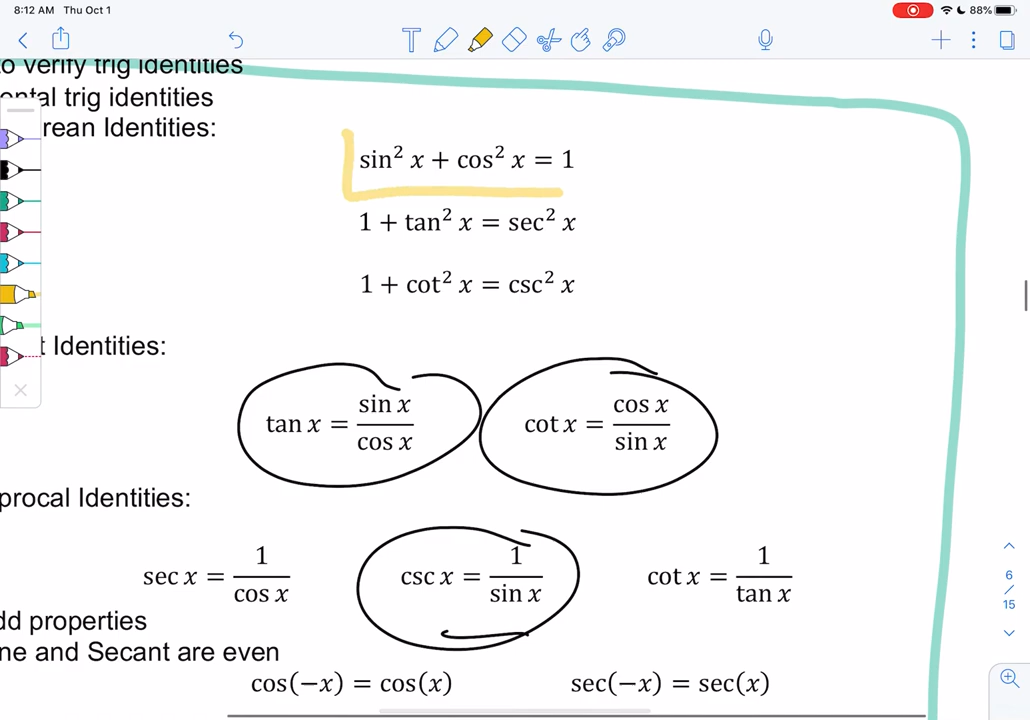 8:12 AM Thu Oct 1 88%
to verify trig identities
ental trig identities
rean Identities:
sin² x + cos² x = 1
1 + tan² x = sec² x
1 + cot² x = csc² x
t Identities:
tan x = sin x / cos x cot x = cos x / sin x
procal Identities:
sec x = 1 / cos x csc x = 1 / sin x cot x = 1 / tan x
dd properties
ne and Secant are even
cos(−x) = cos(x) sec(−x) = sec(x)
6
/
15